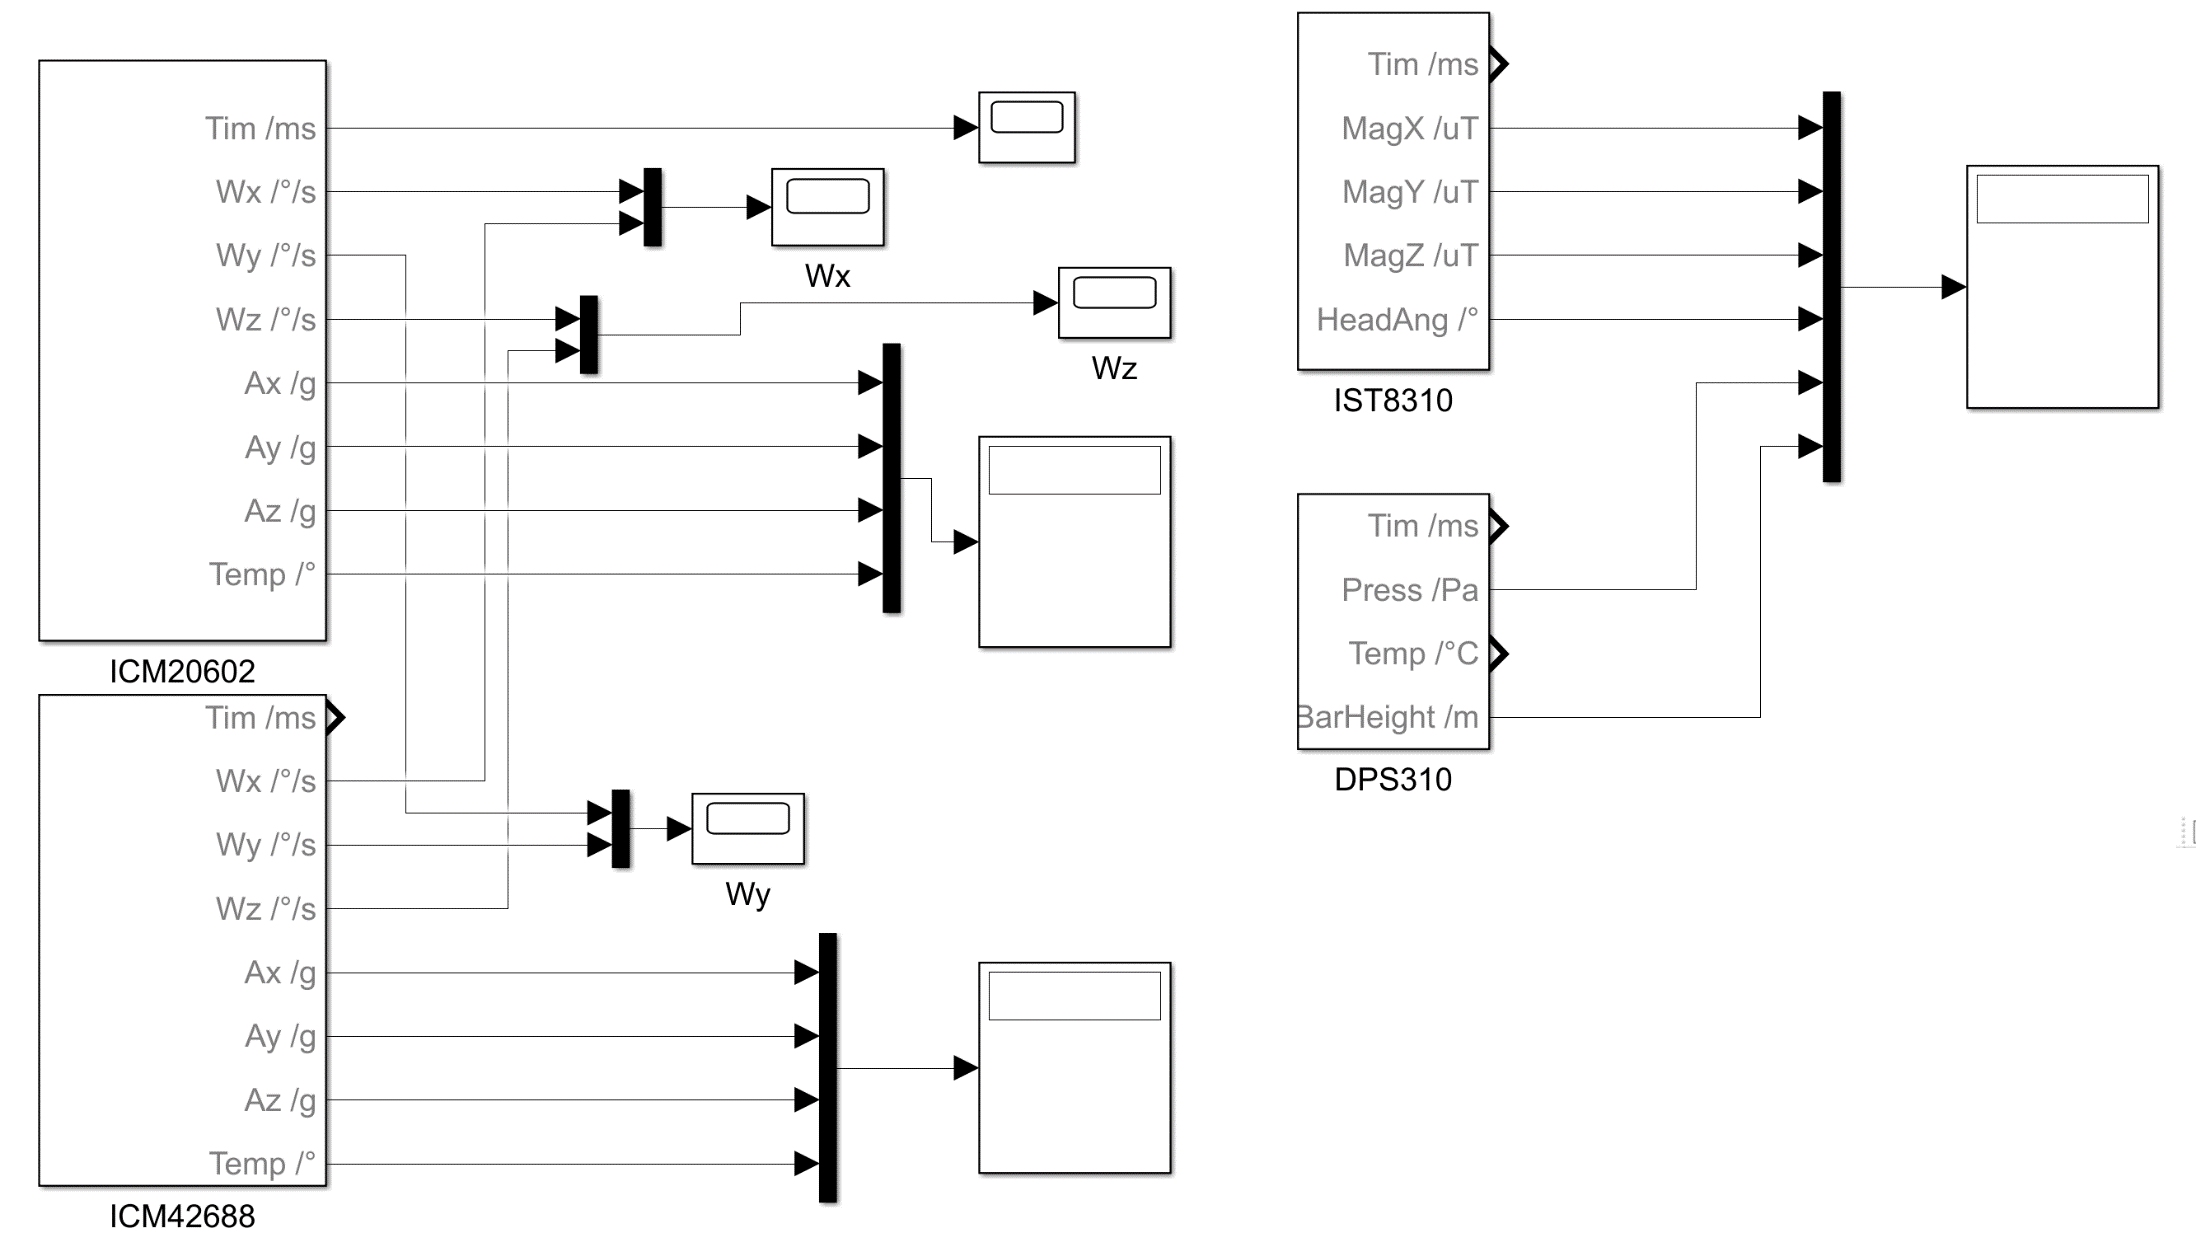 Tim /ms
Wx /°/s
Wy /°/s
Wz /°/s
Ax /g
Ay /g
Az /g
Temp /°
ICM20602
Wx
Wz
Tim /ms
Wx /°/s
Wy /°/s
Wz /°/s
Ax /g
Ay /g
Az /g
Temp /°
ICM42688
Wy
Tim /ms
MagX /uT
MagY /uT
MagZ /uT
HeadAng /°
IST8310
Tim /ms
Press /Pa
Temp /°C
BarHeight /m
DPS310